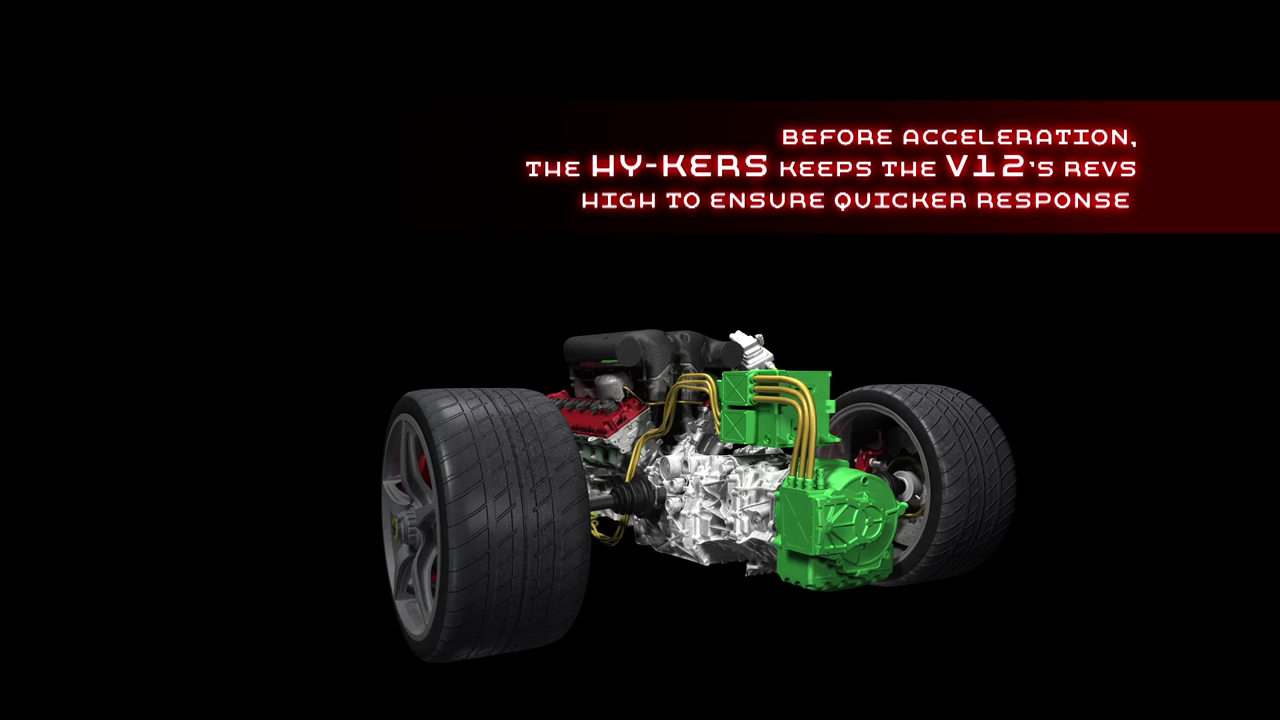 BEFORE ACCELERATION,
THE HY-KERS KEEPS THE V12'S REVS
HIGH TO ENSURE QUICKER RESPONSE